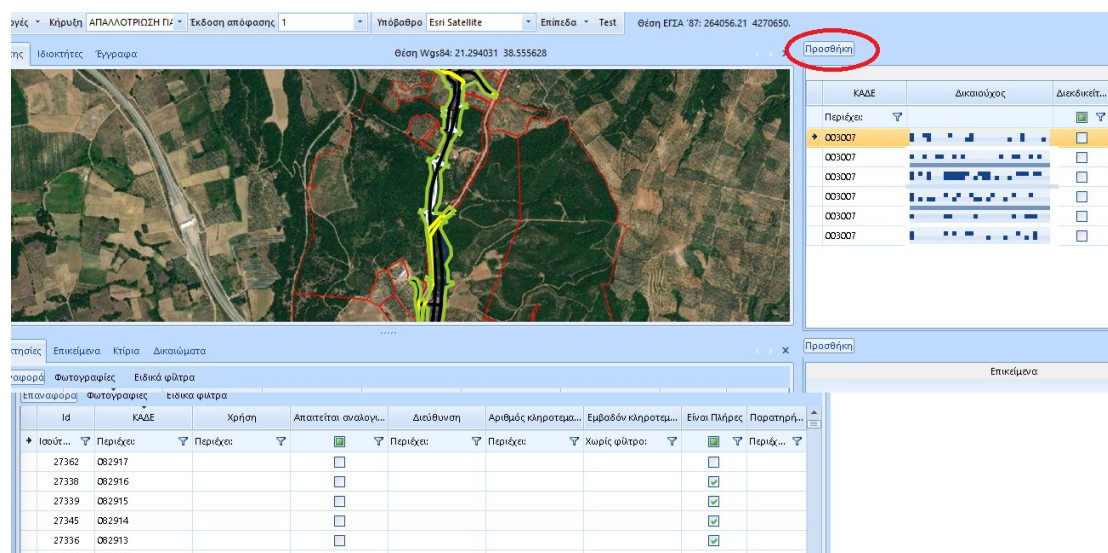 Κήρυξη ΑΠΑΛΛΟΤΡΙΩΣΗ ΓΙΑ Έκδοση απόφασης 1 Υπόβαθρο Esri Satellite Επίπεδα Test Θέση ΕΓΣΑ '87: 264056.21 4270650.
Ιδιοκτήτες Έγγραφα Θέση Wgs84: 21.294031 38.555628 x
Προσθήκη
ΚΑΔΕ Δικαιούχος Διεκδικείτ...
Περιέχει:
003007
003007
003007
003007
003007
003007
Επικείμενα Κτίρια Δικαιώματα x
Φωτογραφίες Ειδικά φίλτρα
Προσθήκη
Επικείμενα
Επαναφορά Φωτογραφίες Ειδικά φίλτρα
Id ΚΑΔΕ Χρήση Απαιτείται αναλογι... Διεύθυνση Αριθμός κληροτεμα... Εμβαδόν κληροτεμ... Είναι Πλήρες Παρατηρή...
Ισούτ... Περιέχει: Περιέχει: Περιέχει: Περιέχει: Χωρίς φίλτρο: Περιέχ...
27362 082917
27338 082916
27339 082915
27345 082914
27336 082913